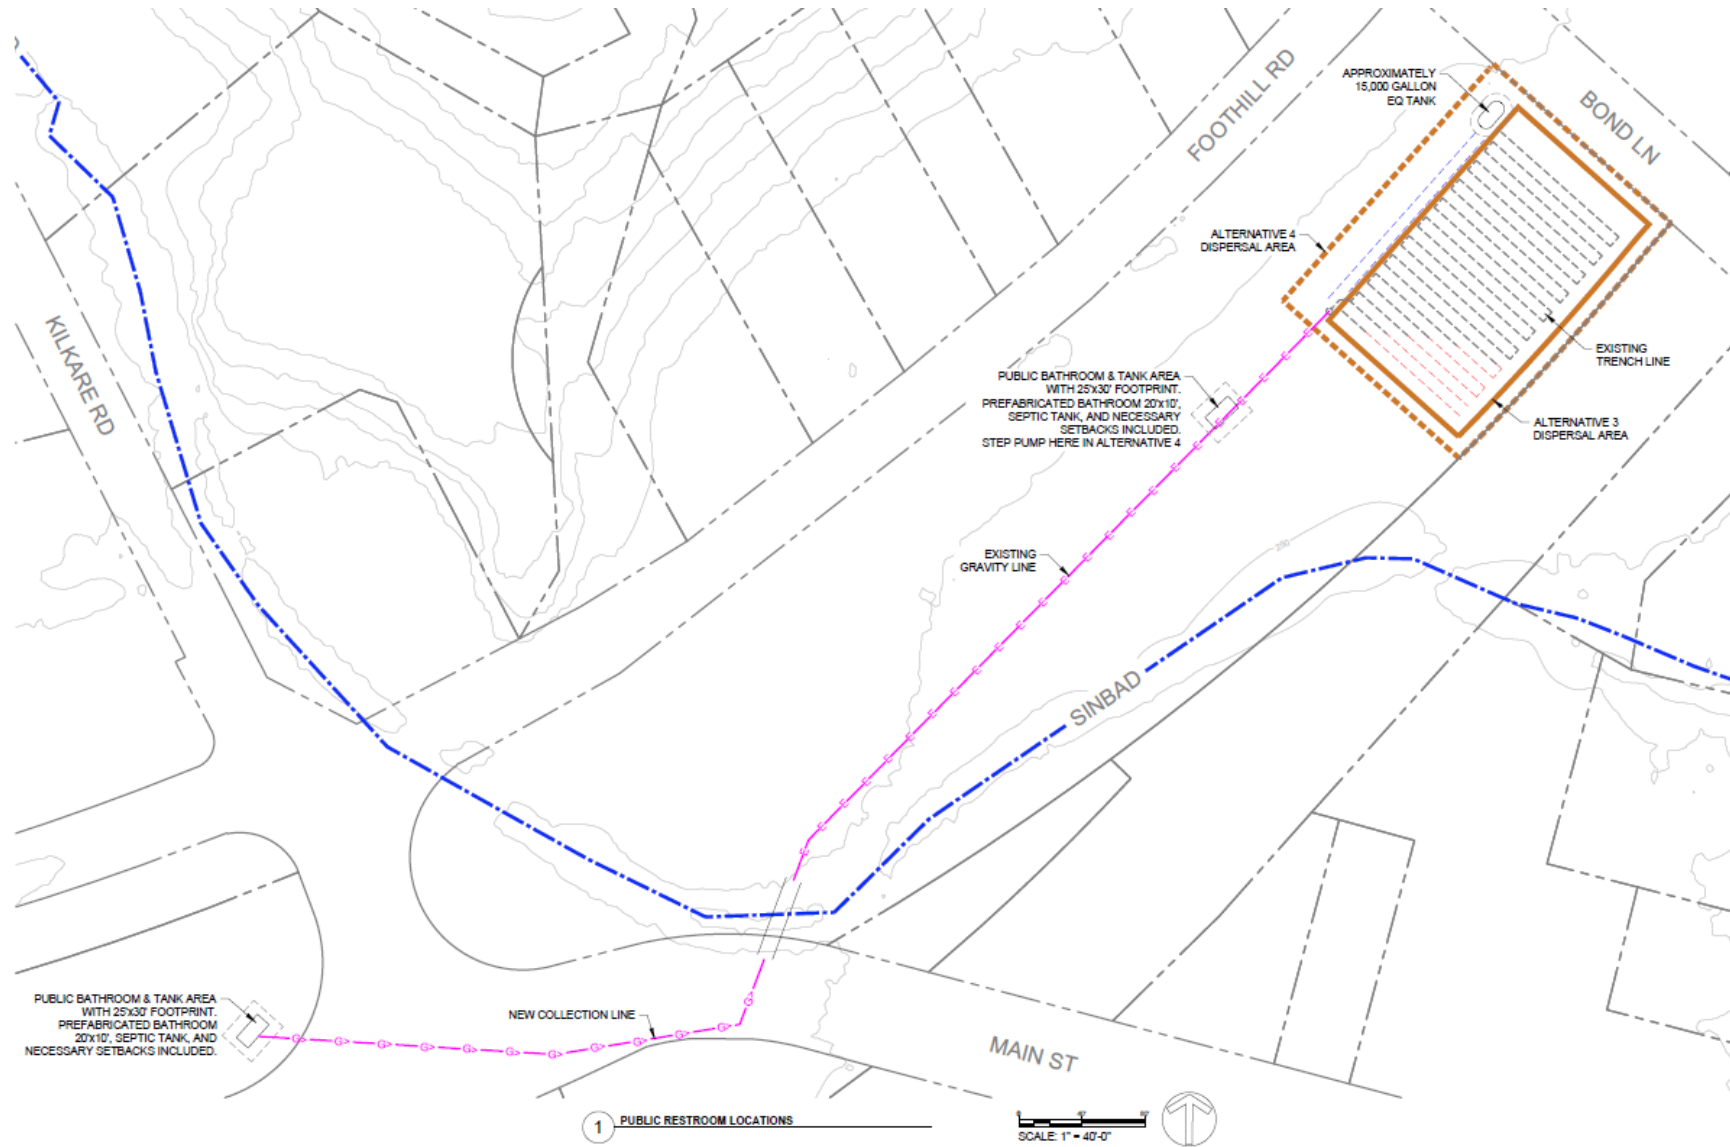 FOOTHILL RD
BOND LN
APPROXIMATELY
15,000 GALLON
EQ TANK
ALTERNATIVE 4
DISPERSAL AREA
EXISTING
TRENCH LINE
ALTERNATIVE 3
DISPERSAL AREA
KILKARE RD
PUBLIC BATHROOM & TANK AREA
WITH 25'x30' FOOTPRINT.
PREFABRICATED BATHROOM 20'x10',
SEPTIC TANK, AND NECESSARY
SETBACKS INCLUDED.
STEP PUMP HERE IN ALTERNATIVE 4
EXISTING
GRAVITY LINE
SINBAD
PUBLIC BATHROOM & TANK AREA
WITH 25'x30' FOOTPRINT.
PREFABRICATED BATHROOM
20'x10', SEPTIC TANK, AND
NECESSARY SETBACKS INCLUDED.
NEW COLLECTION LINE
MAIN ST
1 PUBLIC RESTROOM LOCATIONS
SCALE: 1" = 40'-0"